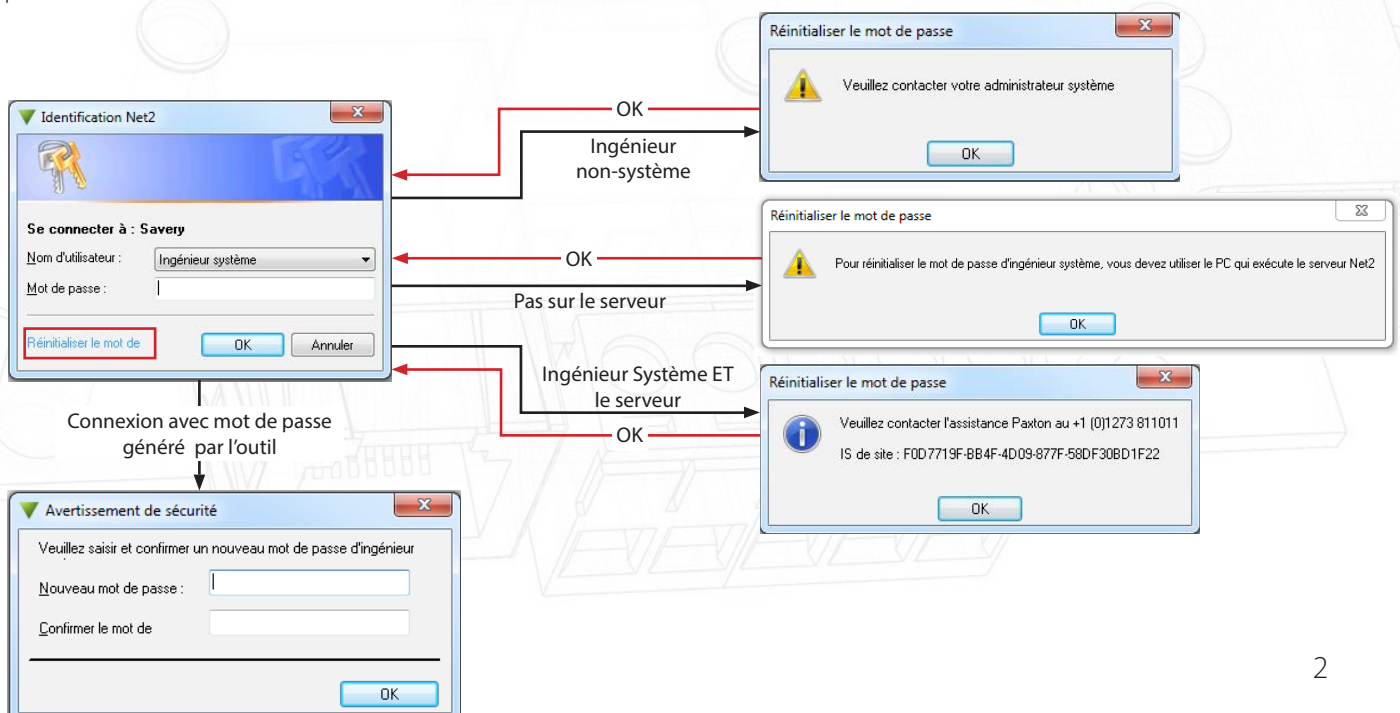 Identification Net2
Se connecter à : Savery
Nom d'utilisateur :
Ingénieur système
Mot de passe :
Réinitialiser le mot de
OK
Annuler
OK
Ingénieur
non-système
Réinitialiser le mot de passe
Veuillez contacter votre administrateur système
OK
OK
Pas sur le serveur
Réinitialiser le mot de passe
Pour réinitialiser le mot de passe d'ingénieur système, vous devez utiliser le PC qui exécute le serveur Net2
OK
Ingénieur Système ET
le serveur
OK
Réinitialiser le mot de passe
Veuillez contacter l'assistance Paxton au +1 (0)1273 811011
IS de site : F0D7719F-BB4F-4D09-877F-58DF30BD1F22
OK
Connexion avec mot de passe
généré par l'outil
Avertissement de sécurité
Veuillez saisir et confirmer un nouveau mot de passe d'ingénieur
Nouveau mot de passe :
Confirmer le mot de
OK
2